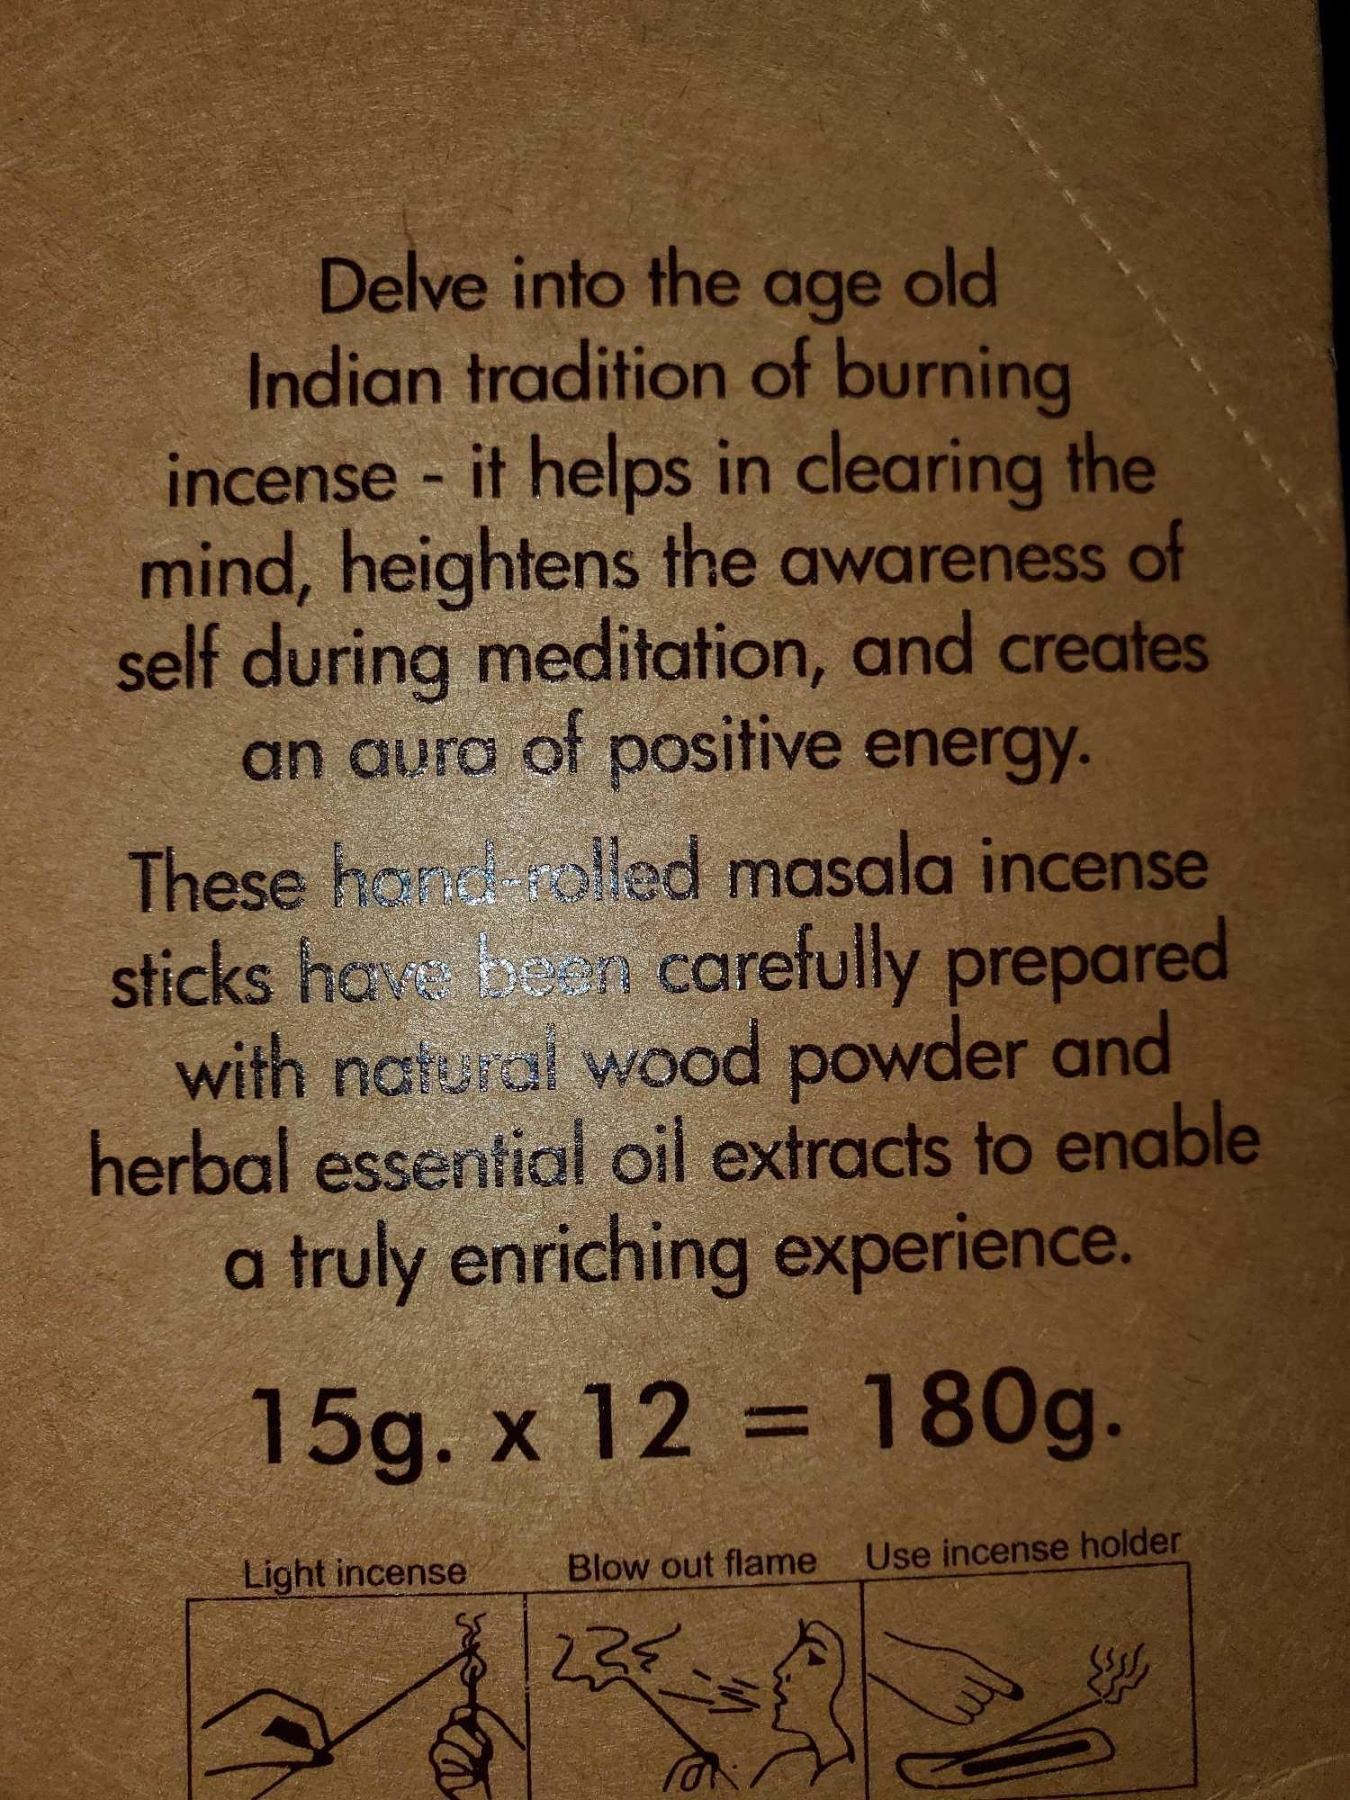 Delve into the age old
Indian tradition of burning
incense - it helps in clearing the
mind, heightens the awareness of
self during meditation, and creates
an aura of positive energy.
These hand-rolled masala incense
sticks have been carefully prepared
with natural wood powder and
herbal essential oil extracts to enable
a truly enriching experience.
15g. x 12 = 180g.
Light incense
Blow out flame
Use incense holder